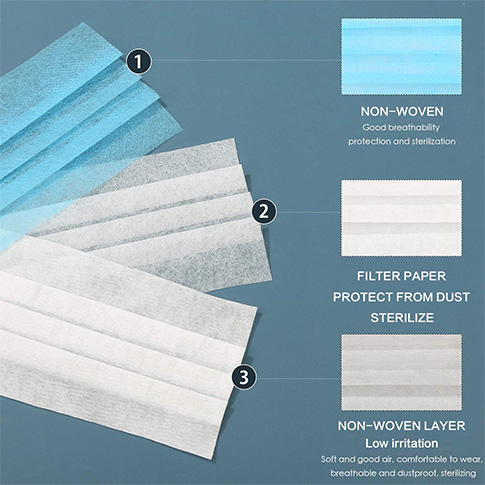 1
NON-WOVEN
Good breathability
protection and sterilization
2
FILTER PAPER
PROTECT FROM DUST
STERILIZE
3
NON-WOVEN LAYER
Low irritation
Soft and good air, comfortable to wear,
breathable and dustproof, sterilizing